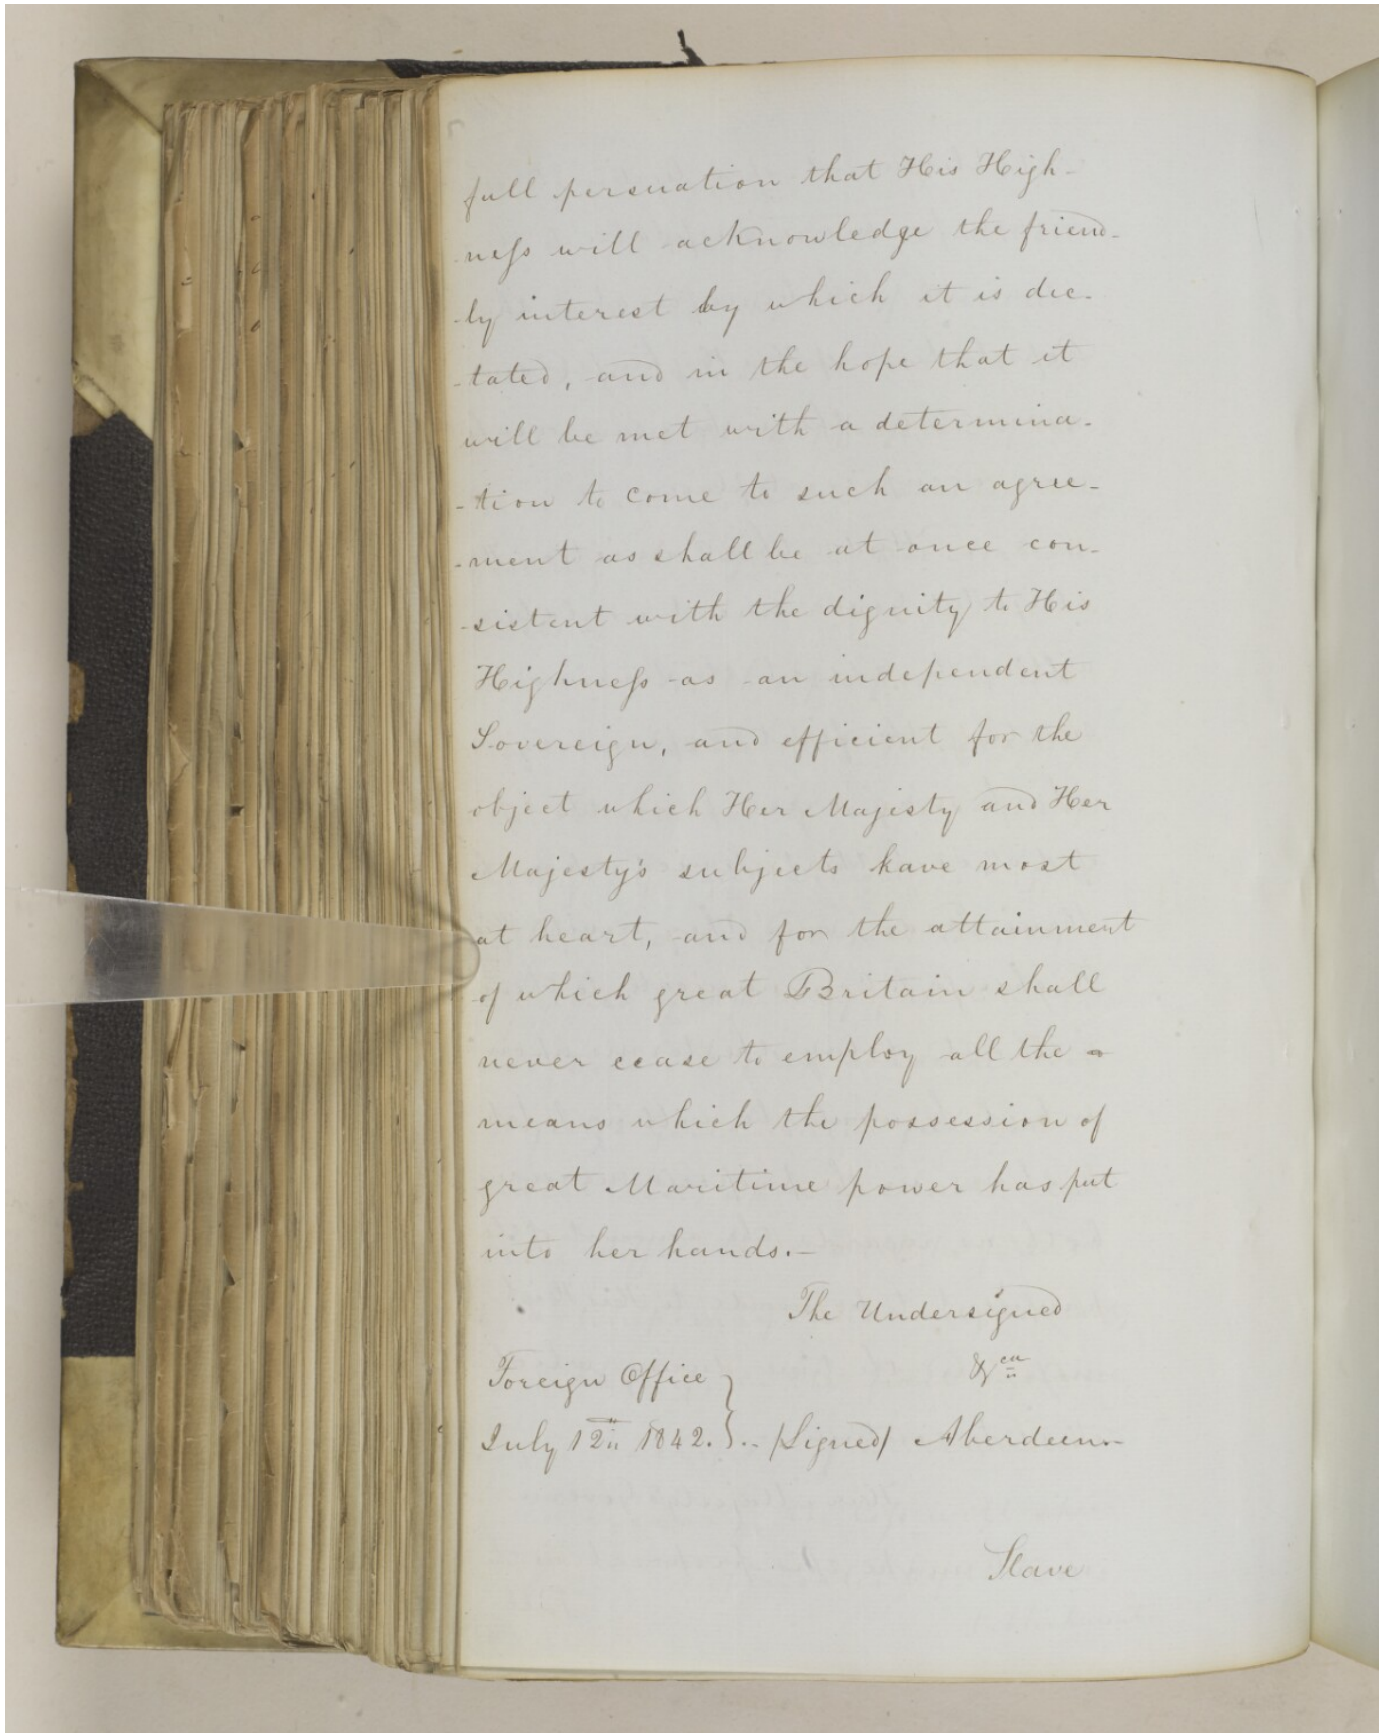 full persuation that His High-
neſs will acknowledge the friend-
-ly interest by which it is dic-
-tated, and in the hope that it
will be met with a determina-
-tion to come to such an agree-
-ment as shall be at once con-
-sistent with the dignity to His
Highneſs as an independent
Sovereign, and efficient for the
object which Her Majesty and Her
Majesty's subjects have most
at heart, and for the attainment
of which great Britain shall
never cease to employ all the
means which the possession of
great Maritime power has put
into her hands.-
The Undersigned
&ca
Foreign Office
July 12th 1842. } .- /Signed/ Aberdeen.-
Slave